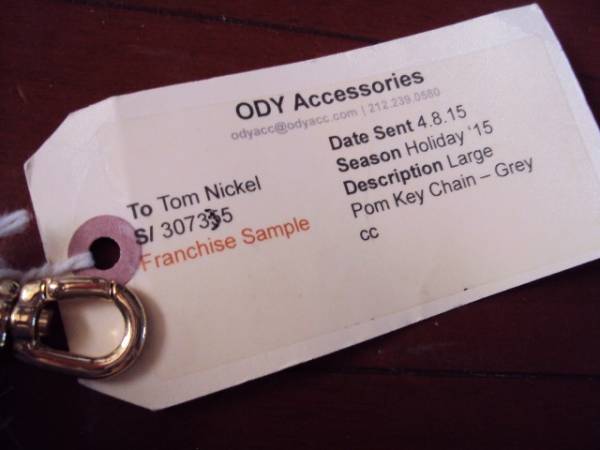 ODY Accessories
odyacc@odyacc.com | 212.239.0580
To Tom Nickel
S/ 307355
Franchise Sample
Date Sent 4.8.15
Season Holiday '15
Description Large
Pom Key Chain – Grey
cc